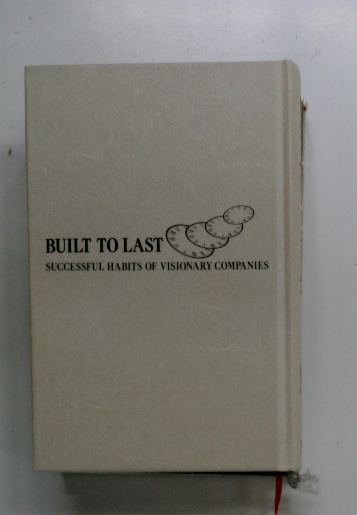 BUILT TO LAST
SUCCESSFUL HABITS OF VISIONARY COMPANIES